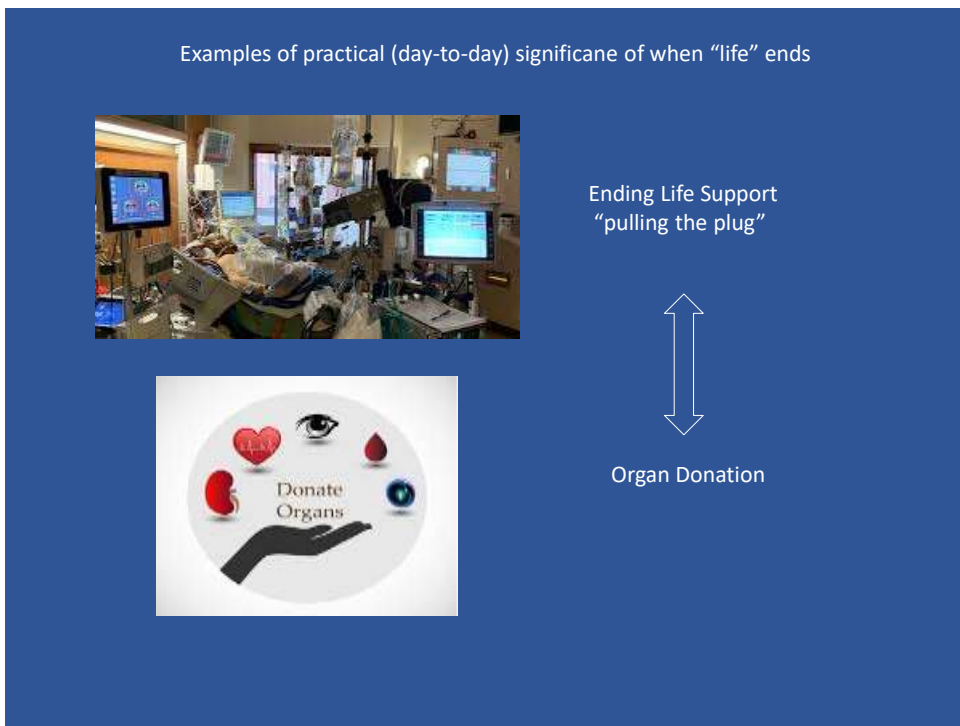 Examples of practical (day-to-day) significane of when “life” ends
Ending Life Support
“pulling the plug”
Donate
Organs
Organ Donation